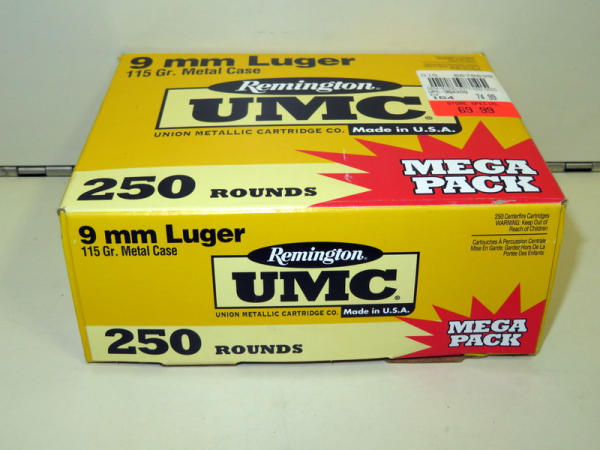 9 mm Luger
115 Gr. Metal Case
Remington®
UMC®
UNION METALLIC CARTRIDGE CO. Made in U.S.A.
74 99
69 99
250 ROUNDS
MEGA
PACK
9 mm Luger
115 Gr. Metal Case
Remington®
UMC®
UNION METALLIC CARTRIDGE CO. Made in U.S.A.
250 ROUNDS
250 Centerfire Cartridges
WARNING: Keep Out of
Reach of Children
Cartouches À Percussion Centrale
Mise En Garde: Gardez Hors De La
Portée Des Enfants
MEGA
PACK